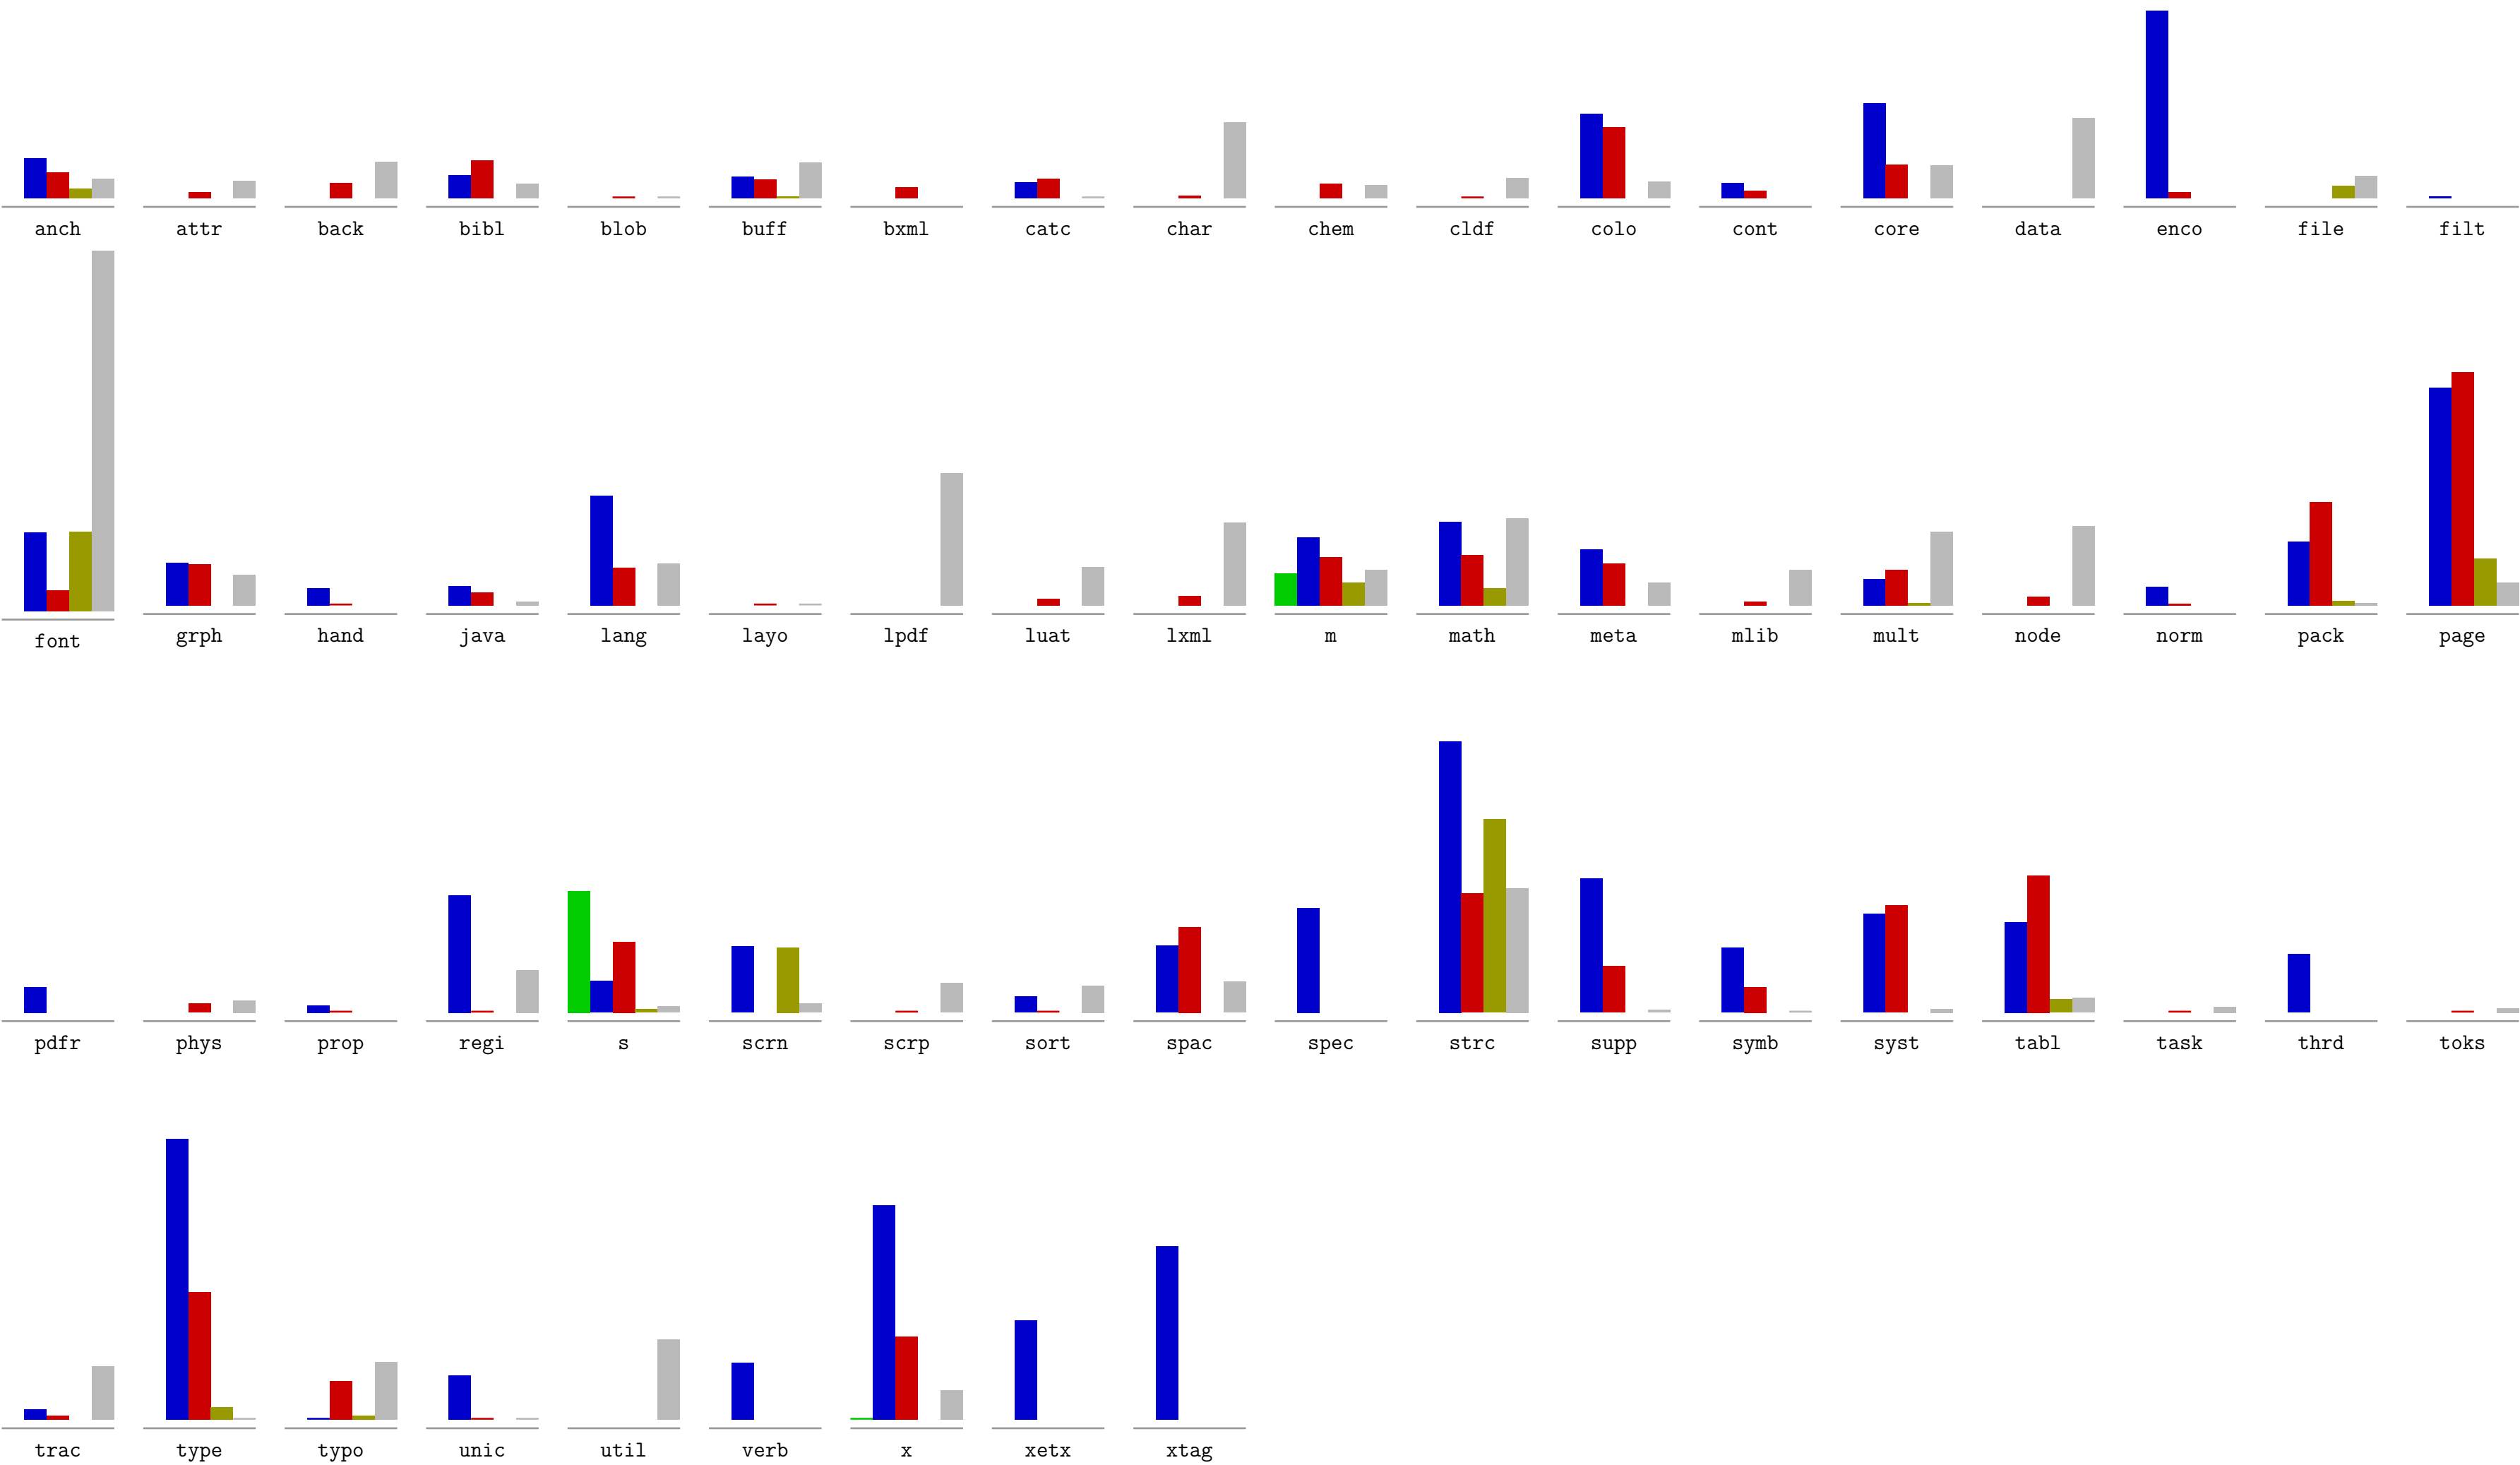 anch attr back bibl blob buff bxml catc char chem cldf colo cont core data enco file filt
font grph hand java lang layo lpdf luat lxml m math meta mlib mult node norm pack page
pdfr phys prop regi s scrn scrp sort spac spec strc supp symb syst tabl task thrd toks
trac type typo unic util verb x xetx xtag